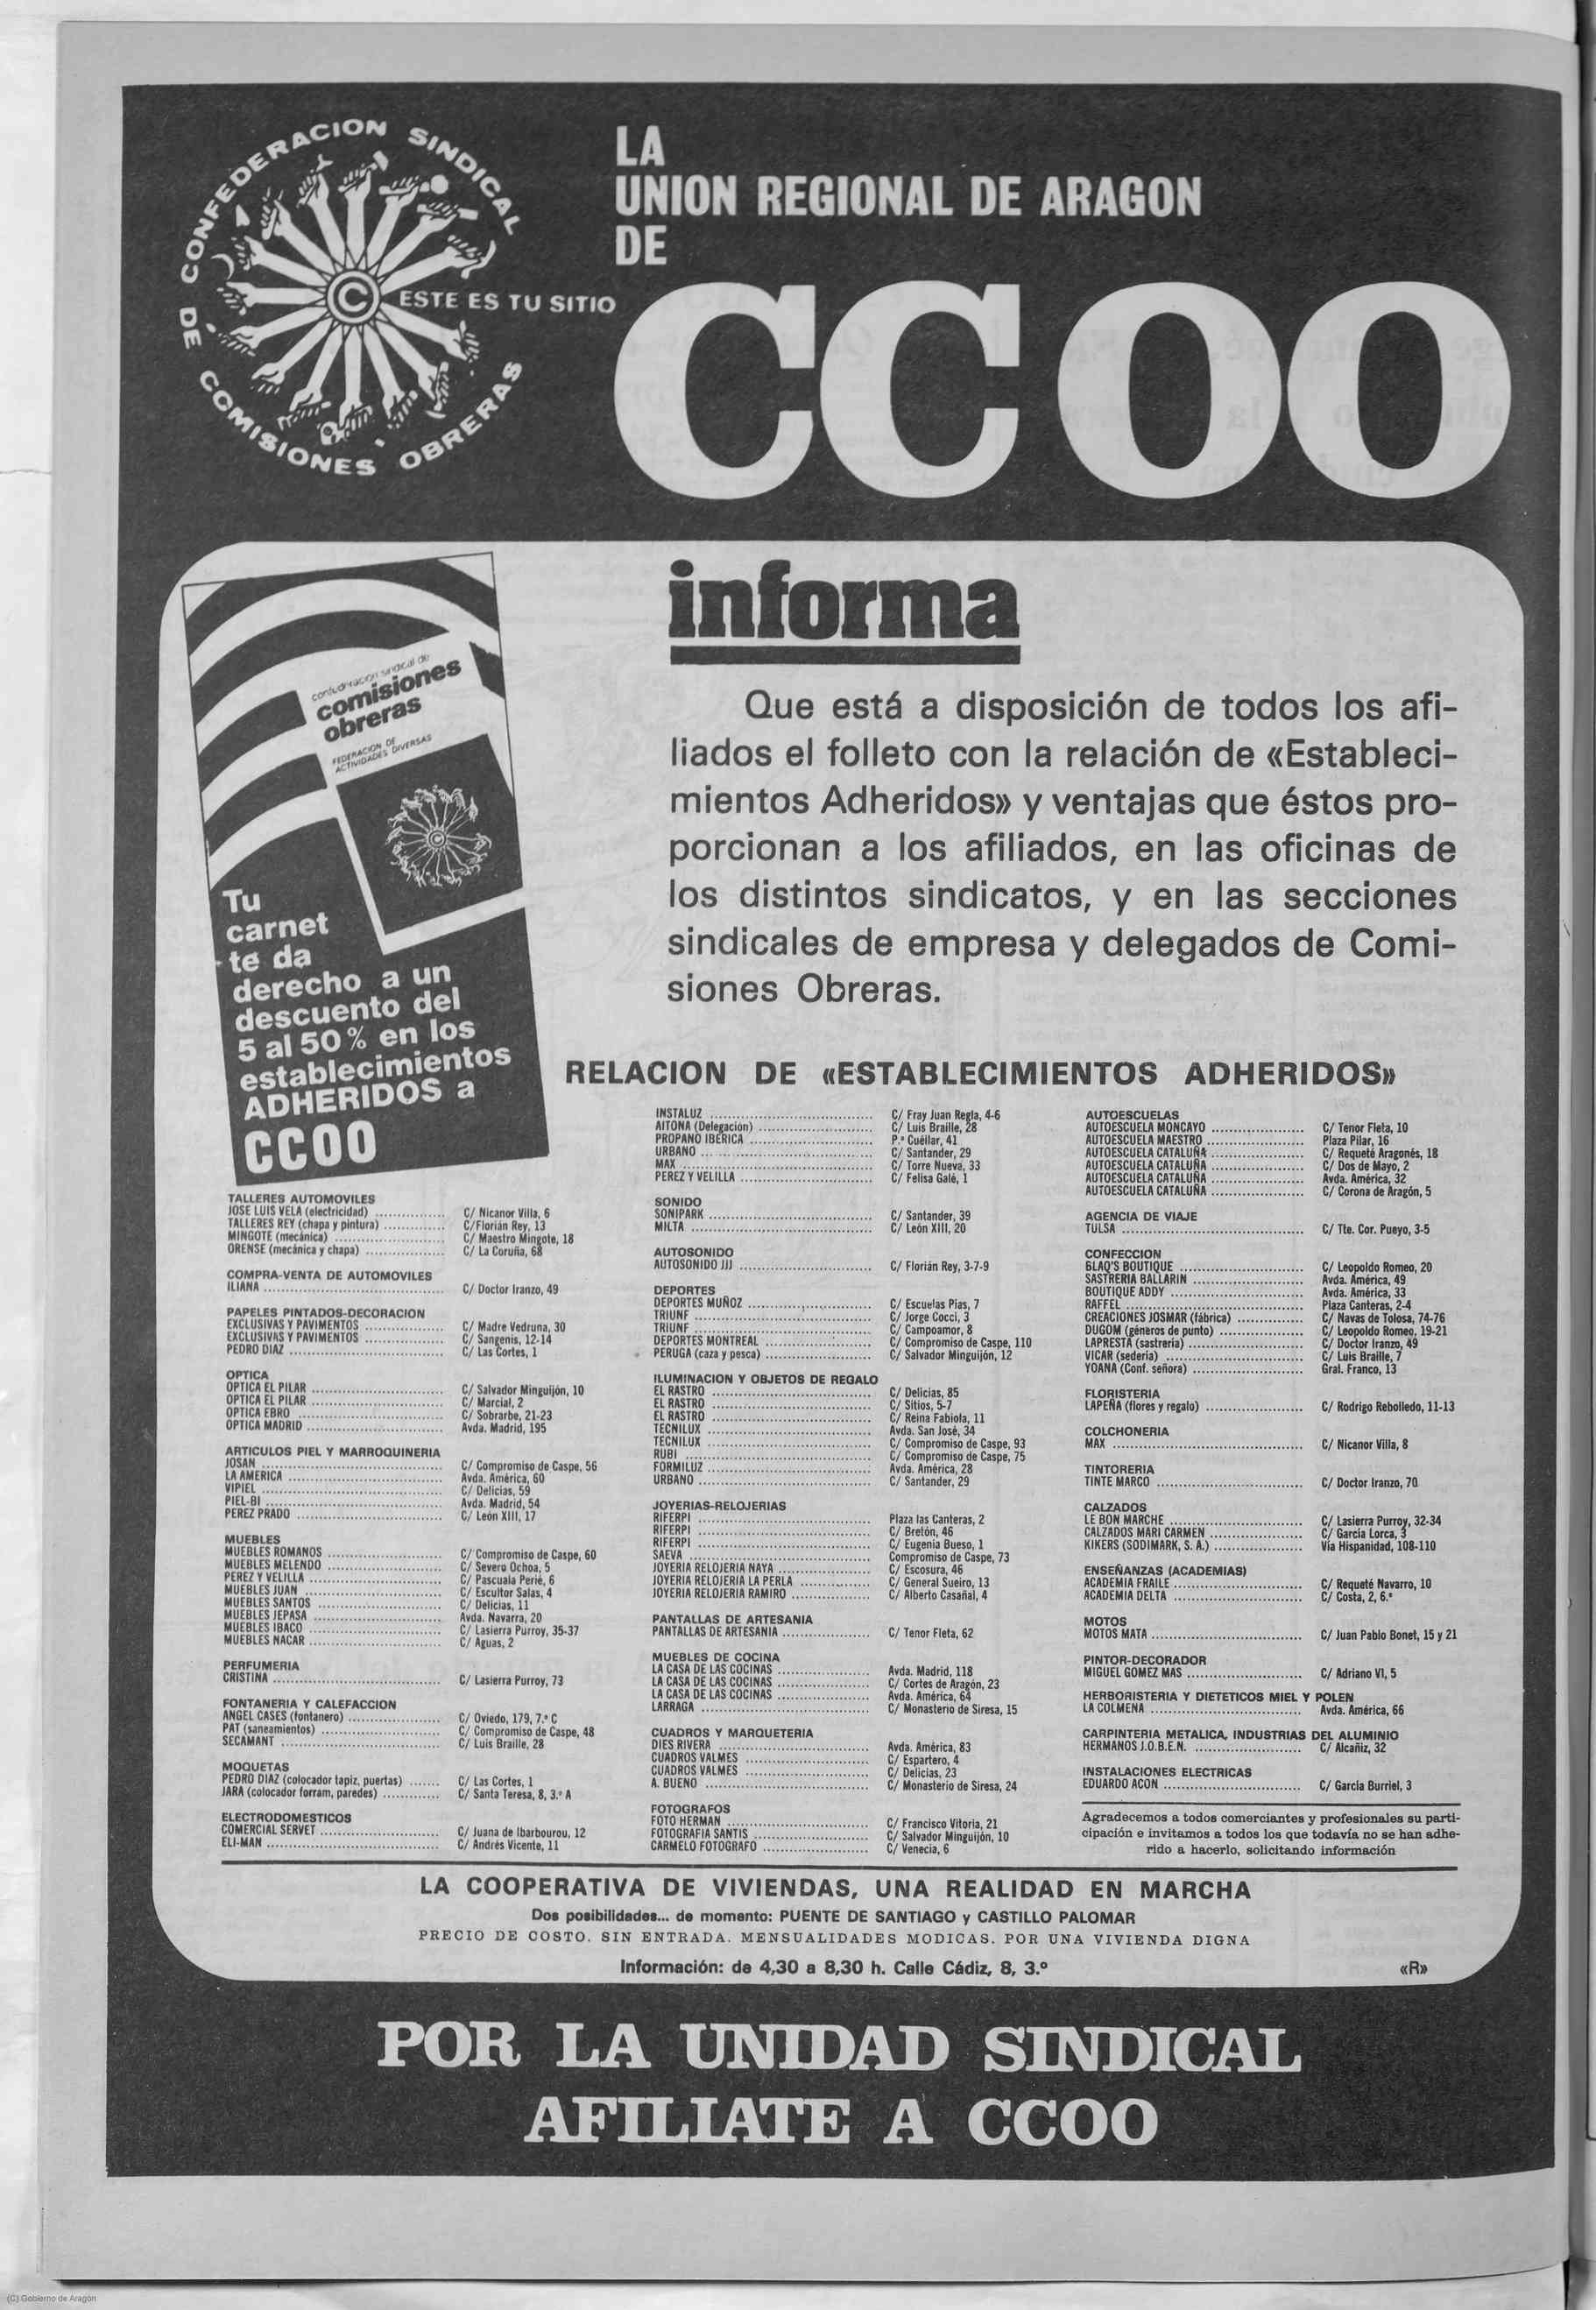 CONFEDERACION SINDICAL
DE COMISIONES OBRERAS
ESTE ES TU SITIO
LA
UNION REGIONAL DE ARAGON
DE
CC OO
informa
Que está a disposición de todos los afi-
liados el folleto con la relación de «Estableci-
mientos Adheridos» y ventajas que éstos pro-
porcionan a los afiliados, en las oficinas de
los distintos sindicatos, y en las secciones
sindicales de empresa y delegados de Comi-
siones Obreras.
confederación sindical de
comisiones
obreras
FEDERACION DE
ACTIVIDADES DIVERSAS
Tu
carnet
te da
derecho a un
descuento del
5 al 50 % en los
establecimientos
ADHERIDOS a
CCOO
RELACION DE «ESTABLECIMIENTOS ADHERIDOS»
TALLERES AUTOMOVILES
JOSE LUIS VELA (electricidad) ............... C/ Nicanor Villa, 6
TALLERES REY (chapa y pintura) ............. C/Florián Rey, 13
MINGOTE (mecánica) ........................ C/ Maestro Mingote, 18
ORENSE (mecánica y chapa) ................. C/ La Coruña, 68
COMPRA-VENTA DE AUTOMOVILES
ILIANA ....................................... C/ Doctor Iranzo, 49
PAPELES PINTADOS-DECORACION
EXCLUSIVAS Y PAVIMENTOS ................. C/ Madre Vedruna, 30
EXCLUSIVAS Y PAVIMENTOS ................. C/ Sangenis, 12-14
PEDRO DIAZ ................................. C/ Las Cortes, 1
OPTICA
OPTICA EL PILAR ............................ C/ Salvador Minguijón, 10
OPTICA EL PILAR ............................ C/ Marcial, 2
OPTICA EBRO ............................... C/ Sobrarbe, 21-23
OPTICA MADRID ............................. Avda. Madrid, 195
ARTICULOS PIEL Y MARROQUINERIA
JOSAN ....................................... C/ Compromiso de Caspe, 56
LA AMERICA ................................. Avda. América, 60
VIPIEL ....................................... C/ Delicias, 59
PIEL-BI ...................................... Avda. Madrid, 54
PEREZ PRADO ............................... C/ León XIII, 17
MUEBLES
MUEBLES ROMANOS ........................ C/ Compromiso de Caspe, 60
MUEBLES MELENDO ........................ C/ Severo Ochoa, 5
PEREZ Y VELILLA ............................ C/ Pascuala Perié, 6
MUEBLES JUAN ............................. C/ Escultor Salas, 4
MUEBLES SANTOS .......................... C/ Delicias, 11
MUEBLES JEPASA ........................... Avda. Navarra, 20
MUEBLES IBACO ............................ C/ Lasierra Purroy, 35-37
MUEBLES NACAR ............................ C/ Aguas, 2
PERFUMERIA
CRISTINA .................................... C/ Lasierra Purroy, 73
FONTANERIA Y CALEFACCION
ANGEL CASES (fontanero) .................... C/ Oviedo, 179, 7.º C
PAT (saneamientos) .......................... C/ Compromiso de Caspe, 48
SECAMANT .................................. C/ Luis Braille, 28
MOQUETAS
PEDRO DIAZ (colocador tapiz, puertas) ....... C/ Las Cortes, 1
JARA (colocador forram, paredes) ............ C/ Santa Teresa, 8, 3.º A
ELECTRODOMESTICOS
COMERCIAL SERVET ......................... C/ Juana de Ibarbourou, 12
ELI-MAN ..................................... C/ Andrés Vicente, 11
INSTALUZ ................................... C/ Fray Juan Regla, 4-6
AITONA (Delegación) ......................... C/ Luis Braille, 28
PROPANO IBERICA .......................... P.º Cuéllar, 41
URBANO ..................................... C/ Santander, 29
MAX ......................................... C/ Torre Nueva, 33
PEREZ Y VELILLA ............................ C/ Felisa Galé, 1
SONIDO
SONIPARK ................................... C/ Santander, 39
MILTA ....................................... C/ León XIII, 20
AUTOSONIDO
AUTOSONIDO JJJ ............................ C/ Florián Rey, 3-7-9
DEPORTES
DEPORTES MUÑOZ .......................... C/ Escuelas Pias, 7
TRIUNF ...................................... C/ Jorge Cocci, 3
TRIUNF ...................................... C/ Campoamor, 8
DEPORTES MONTREAL ...................... C/ Compromiso de Caspe, 110
PERUGA (caza y pesca) ...................... C/ Salvador Minguijón, 12
ILUMINACION Y OBJETOS DE REGALO
EL RASTRO .................................. C/ Delicias, 85
EL RASTRO .................................. C/ Sitios, 5-7
EL RASTRO .................................. C/ Reina Fabiola, 11
TECNILUX ................................... Avda. San José, 34
TECNILUX ................................... C/ Compromiso de Caspe, 93
RUBI ........................................ C/ Compromiso de Caspe, 75
FORMILUZ ................................... Avda. América, 28
URBANO ..................................... C/ Santander, 29
JOYERIAS-RELOJERIAS
RIFERPI ...................................... Plaza las Canteras, 2
RIFERPI ...................................... C/ Bretón, 46
RIFERPI ...................................... C/ Eugenia Bueso, 1
SAEVA ....................................... Compromiso de Caspe, 73
JOYERIA RELOJERIA NAYA ................... C/ Escosura, 46
JOYERIA RELOJERIA LA PERLA .............. C/ General Sueiro, 13
JOYERIA RELOJERIA RAMIRO ................ C/ Alberto Casañal, 4
PANTALLAS DE ARTESANIA
PANTALLAS DE ARTESANIA .................. C/ Tenor Fleta, 62
MUEBLES DE COCINA
LA CASA DE LAS COCINAS ................... Avda. Madrid, 118
LA CASA DE LAS COCINAS ................... C/ Cortes de Aragón, 23
LA CASA DE LAS COCINAS ................... Avda. América, 64
LARRAGA .................................... C/ Monasterio de Siresa, 15
CUADROS Y MARQUETERIA
DIES RIVERA ................................ Avda. América, 83
CUADROS VALMES .......................... C/ Espartero, 4
CUADROS VALMES .......................... C/ Delicias, 23
A. BUENO ................................... C/ Monasterio de Siresa, 24
FOTOGRAFOS
FOTO HERMAN .............................. C/ Francisco Vitoria, 21
FOTOGRAFIA SANTIS ........................ C/ Salvador Minguijón, 10
CARMELO FOTOGRAFO ...................... C/ Venecia, 6
AUTOESCUELAS
AUTOESCUELA MONCAYO ................... C/ Tenor Fleta, 10
AUTOESCUELA MAESTRO ..................... Plaza Pilar, 16
AUTOESCUELA CATALUÑA .................... C/ Requeté Aragonés, 18
AUTOESCUELA CATALUÑA .................... C/ Dos de Mayo, 2
AUTOESCUELA CATALUÑA .................... Avda. América, 32
AUTOESCUELA CATALUÑA .................... C/ Corona de Aragón, 5
AGENCIA DE VIAJE
TULSA ....................................... C/ Tte. Cor. Pueyo, 3-5
CONFECCION
BLAQ'S BOUTIQUE ........................... C/ Leopoldo Romeo, 20
SASTRERIA BALLARIN ....................... Avda. América, 49
BOUTIQUE ADDY ............................ Avda. América, 33
RAFFEL ...................................... Plaza Canteras, 2-4
CREACIONES JOSMAR (fábrica) .............. C/ Navas de Tolosa, 74-76
DUGOM (géneros de punto) .................. C/ Leopoldo Romeo, 19-21
LAPRESTA (sastrería) ......................... C/ Doctor Iranzo, 49
VICAR (sedería) .............................. C/ Luis Braille, 7
YOANA (Conf. señora) ........................ Gral. Franco, 13
FLORISTERIA
LAPEÑA (flores y regalo) ..................... C/ Rodrigo Rebolledo, 11-13
COLCHONERIA
MAX ......................................... C/ Nicanor Villa, 8
TINTORERIA
TINTE MARCO ............................... C/ Doctor Iranzo, 70
CALZADOS
LE BON MARCHE ............................. C/ Lasierra Purroy, 32-34
CALZADOS MARI CARMEN .................... C/ García Lorca, 3
KIKERS (SODIMARK, S. A.) ................... Vía Hispanidad, 108-110
ENSEÑANZAS (ACADEMIAS)
ACADEMIA FRAILE ............................ C/ Requeté Navarro, 10
ACADEMIA DELTA ............................ C/ Costa, 2, 6.º
MOTOS
MOTOS MATA ................................ C/ Juan Pablo Bonet, 15 y 21
PINTOR-DECORADOR
MIGUEL GOMEZ MAS ......................... C/ Adriano VI, 5
HERBORISTERIA Y DIETETICOS MIEL Y POLEN
LA COLMENA ................................ Avda. América, 66
CARPINTERIA METALICA, INDUSTRIAS DEL ALUMINIO
HERMANOS J.O.B.E.N. ....................... C/ Alcañiz, 32
INSTALACIONES ELECTRICAS
EDUARDO ACON ............................. C/ García Burriel, 3
Agradecemos a todos comerciantes y profesionales su parti-
cipación e invitamos a todos los que todavía no se han adhe-
rido a hacerlo, solicitando información
LA COOPERATIVA DE VIVIENDAS, UNA REALIDAD EN MARCHA
Dos posibilidades... de momento: PUENTE DE SANTIAGO y CASTILLO PALOMAR
PRECIO DE COSTO. SIN ENTRADA. MENSUALIDADES MODICAS. POR UNA VIVIENDA DIGNA
Información: de 4,30 a 8,30 h. Calle Cádiz, 8, 3.º
«R»
POR LA UNIDAD SINDICAL
AFILIATE A CCOO
(C) Gobierno de Aragón